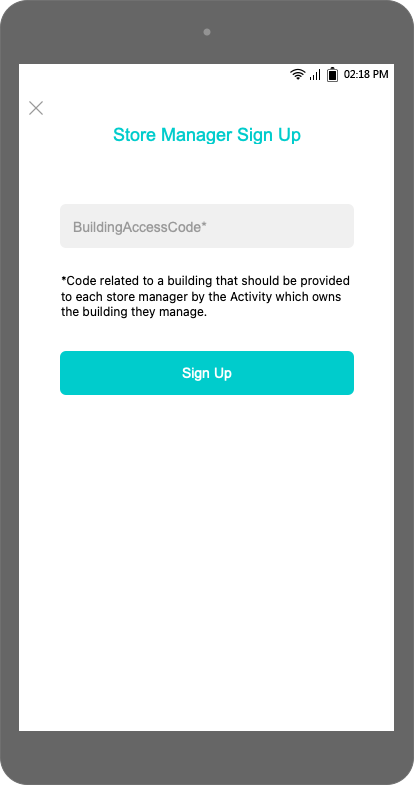 02:18 PM
Store Manager Sign Up
BuildingAccessCode*
*Code related to a building that should be provided
to each store manager by the Activity which owns
the building they manage.
Sign Up